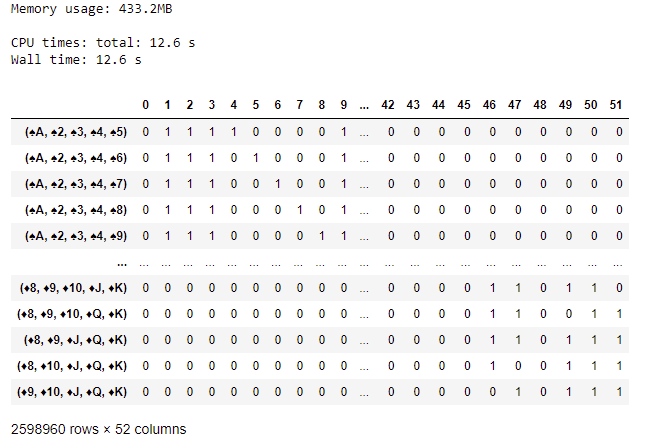 Memory usage: 433.2MB
CPU times: total: 12.6 s
Wall time: 12.6 s
0 1 2 3 4 5 6 7 8 9 ... 42 43 44 45 46 47 48 49 50 51
(♠A, ♠2, ♠3, ♠4, ♠5) 0 1 1 1 1 0 0 0 0 1 ... 0 0 0 0 0 0 0 0 0 0
(♠A, ♠2, ♠3, ♠4, ♠6) 0 1 1 1 0 1 0 0 0 1 ... 0 0 0 0 0 0 0 0 0 0
(♠A, ♠2, ♠3, ♠4, ♠7) 0 1 1 1 0 0 1 0 0 1 ... 0 0 0 0 0 0 0 0 0 0
(♠A, ♠2, ♠3, ♠4, ♠8) 0 1 1 1 0 0 0 1 0 1 ... 0 0 0 0 0 0 0 0 0 0
(♠A, ♠2, ♠3, ♠4, ♠9) 0 1 1 1 0 0 0 0 1 1 ... 0 0 0 0 0 0 0 0 0 0
... ... ... ... ... ... ... ... ... ... ... ... ... ... ... ... ... ... ... ... ... ...
(♦8, ♦9, ♦10, ♦J, ♦K) 0 0 0 0 0 0 0 0 0 0 ... 0 0 0 0 1 1 0 1 1 0
(♦8, ♦9, ♦10, ♦Q, ♦K) 0 0 0 0 0 0 0 0 0 0 ... 0 0 0 0 1 1 0 0 1 1
(♦8, ♦9, ♦J, ♦Q, ♦K) 0 0 0 0 0 0 0 0 0 0 ... 0 0 0 0 1 1 0 1 1 1
(♦8, ♦10, ♦J, ♦Q, ♦K) 0 0 0 0 0 0 0 0 0 0 ... 0 0 0 0 1 0 0 1 1 1
(♦9, ♦10, ♦J, ♦Q, ♦K) 0 0 0 0 0 0 0 0 0 0 ... 0 0 0 0 0 1 0 1 1 1
2598960 rows × 52 columns